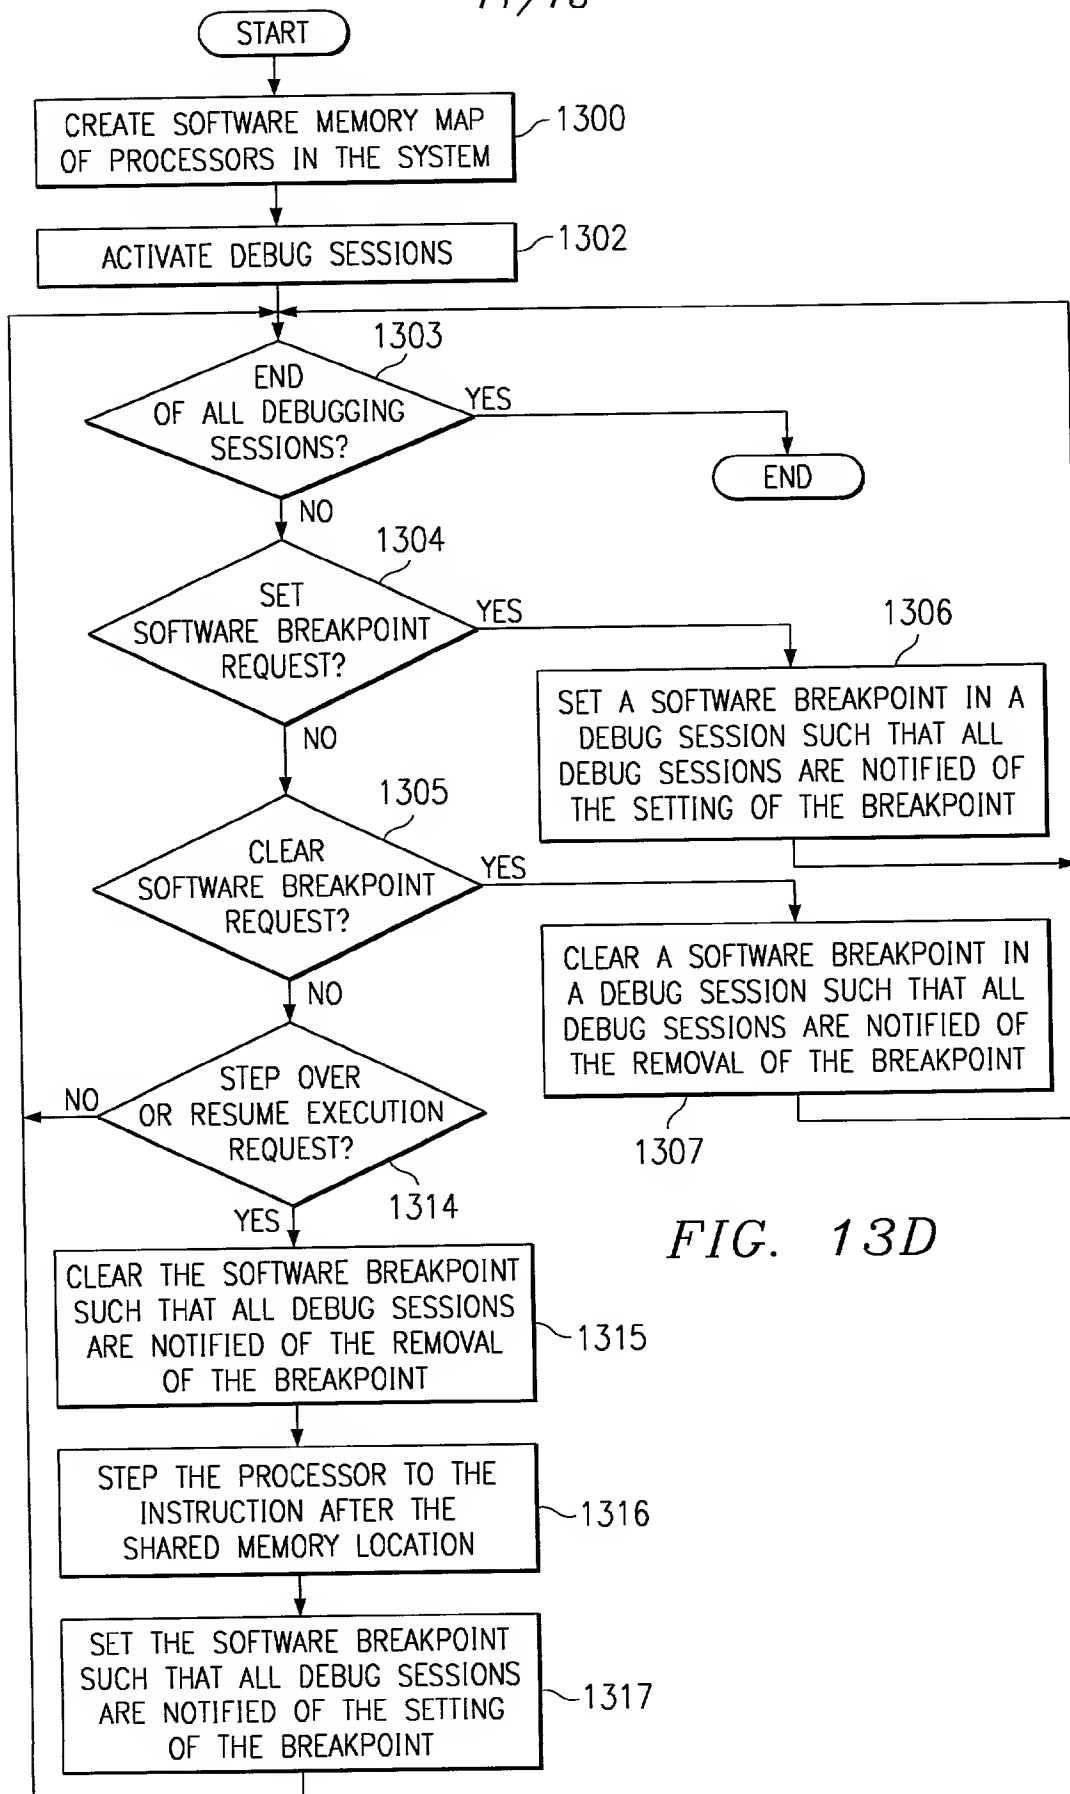 START
CREATE SOFTWARE MEMORY MAP
OF PROCESSORS IN THE SYSTEM
1300
ACTIVATE DEBUG SESSIONS
1302
1303
END
OF ALL DEBUGGING
SESSIONS?
YES
END
NO
1304
SET
SOFTWARE BREAKPOINT
REQUEST?
YES
1306
SET A SOFTWARE BREAKPOINT IN A
DEBUG SESSION SUCH THAT ALL
DEBUG SESSIONS ARE NOTIFIED OF
THE SETTING OF THE BREAKPOINT
NO
1305
CLEAR
SOFTWARE BREAKPOINT
REQUEST?
YES
CLEAR A SOFTWARE BREAKPOINT IN
A DEBUG SESSION SUCH THAT ALL
DEBUG SESSIONS ARE NOTIFIED OF
THE REMOVAL OF THE BREAKPOINT
1307
NO
STEP OVER
OR RESUME EXECUTION
REQUEST?
NO
1314
YES
FIG. 13D
CLEAR THE SOFTWARE BREAKPOINT
SUCH THAT ALL DEBUG SESSIONS
ARE NOTIFIED OF THE REMOVAL
OF THE BREAKPOINT
1315
STEP THE PROCESSOR TO THE
INSTRUCTION AFTER THE
SHARED MEMORY LOCATION
1316
SET THE SOFTWARE BREAKPOINT
SUCH THAT ALL DEBUG SESSIONS
ARE NOTIFIED OF THE SETTING
OF THE BREAKPOINT
1317